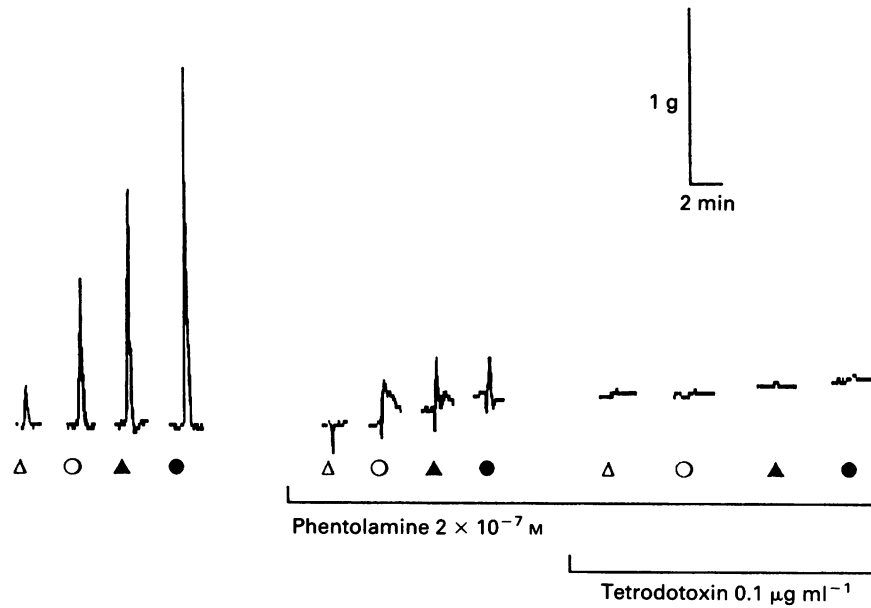 1 g
2 min
Phentolamine 2 × 10⁻⁷ M
Tetrodotoxin 0.1 μg ml⁻¹